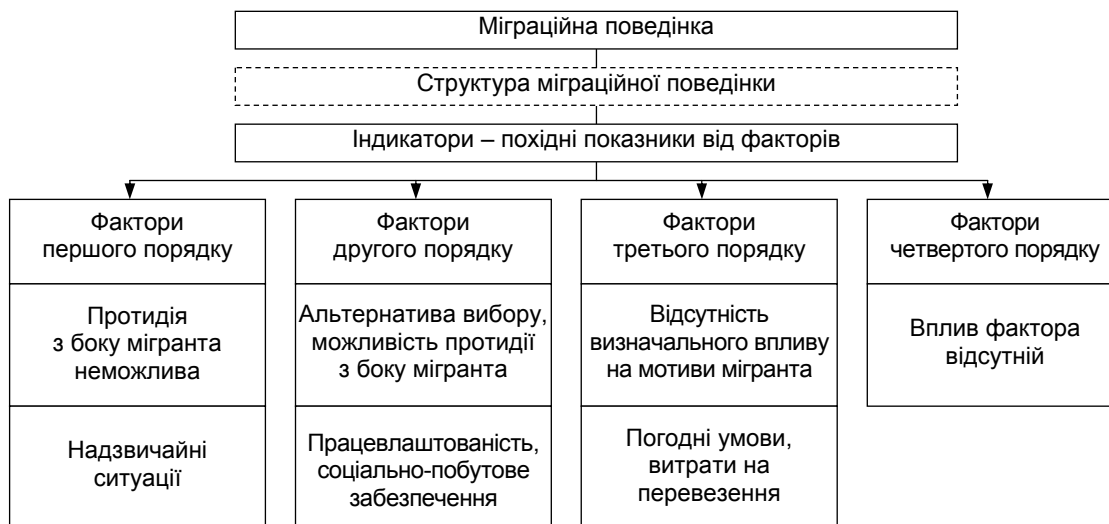 Міграційна поведінка
Структура міграційної поведінки
Індикатори – похідні показники від факторів
Фактори
першого порядку
Фактори
другого порядку
Фактори
третього порядку
Фактори
четвертого порядку
Протидія
з боку мігранта
неможлива
Альтернатива вибору,
можливість протидії
з боку мігранта
Відсутність
визначального впливу
на мотиви мігранта
Вплив фактора
відсутній
Надзвичайні
ситуації
Працевлаштованість,
соціально-побутове
забезпечення
Погодні умови,
витрати на
перевезення